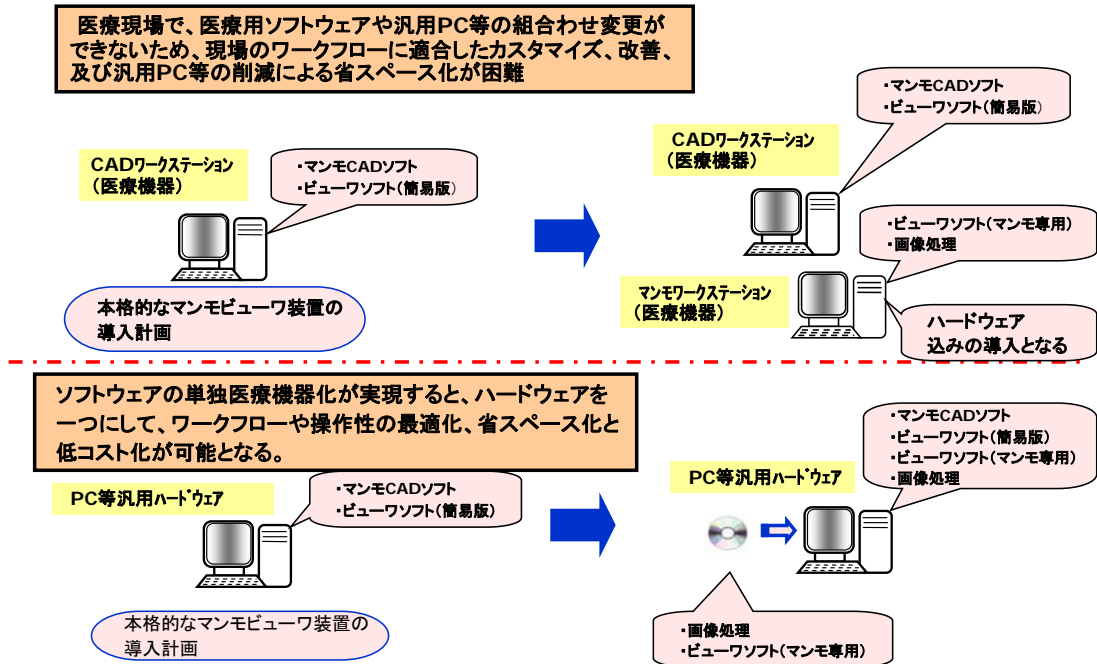 医療現場で、医療用ソフトウェアや汎用PC等の組合わせ変更が
できないため、現場のワークフローに適合したカスタマイズ、改善、
及び汎用PC等の削減による省スペース化が困難
CADワークステーション
（医療機器）
・マンモCADソフト
・ビューワソフト（簡易版）
本格的なマンモビューワ装置の
導入計画
・マンモCADソフト
・ビューワソフト（簡易版）
CADワークステーション
（医療機器）
・ビューワソフト（マンモ専用）
・画像処理
マンモワークステーション
（医療機器）
ハードウェア
込みの導入となる
ソフトウェアの単独医療機器化が実現すると、ハードウェアを
一つにして、ワークフローや操作性の最適化、省スペース化と
低コスト化が可能となる。
PC等汎用ハードウェア
・マンモCADソフト
・ビューワソフト（簡易版）
本格的なマンモビューワ装置の
導入計画
・マンモCADソフト
・ビューワソフト（簡易版）
・ビューワソフト（マンモ専用）
・画像処理
PC等汎用ハードウェア
・画像処理
・ビューワソフト（マンモ専用）